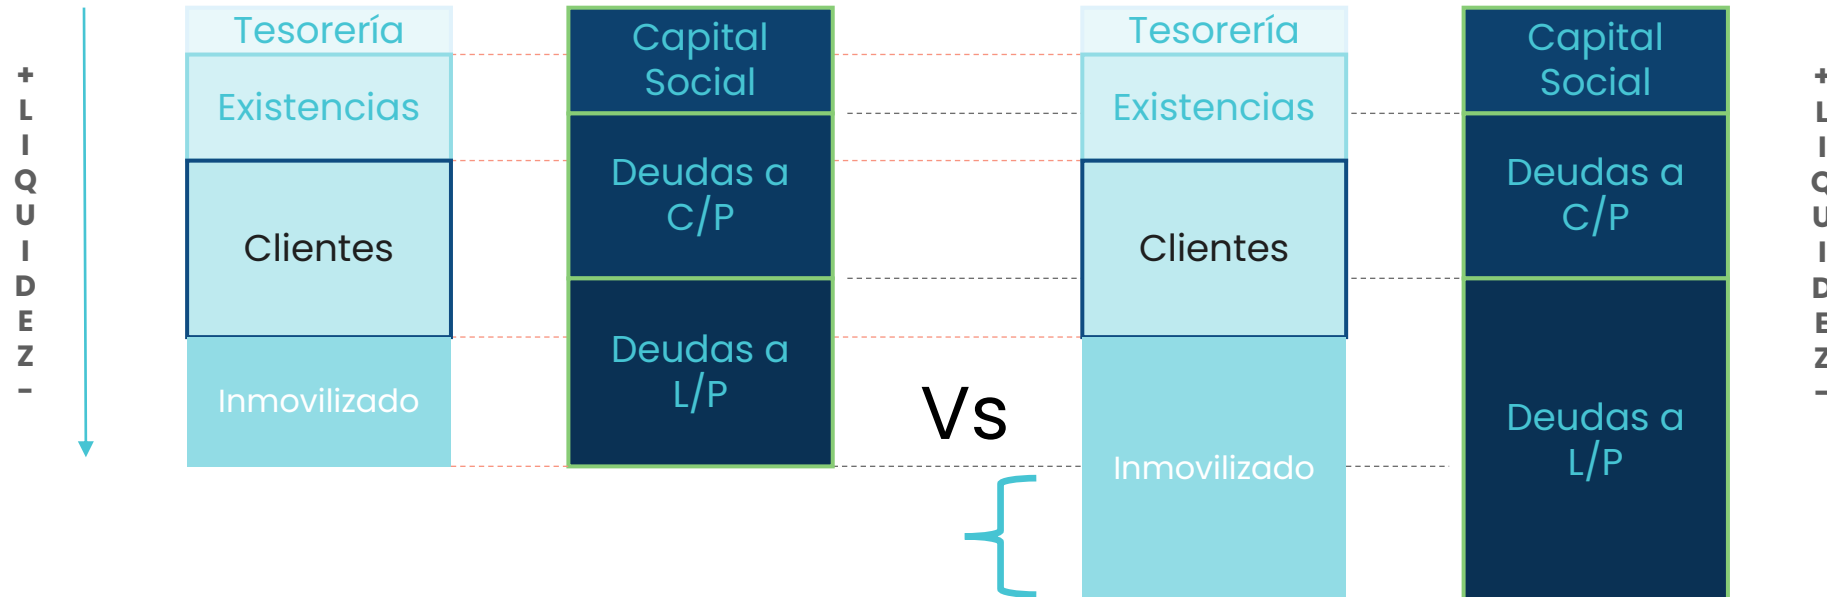 +
L
I
Q
U
I
D
E
Z
-
Tesorería
Existencias
Clientes
Inmovilizado
Capital
Social
Deudas a
C/P
Deudas a
L/P
Vs
Tesorería
Existencias
Clientes
Inmovilizado
Capital
Social
Deudas a
C/P
Deudas a
L/P
+
L
I
Q
U
I
D
E
Z
-